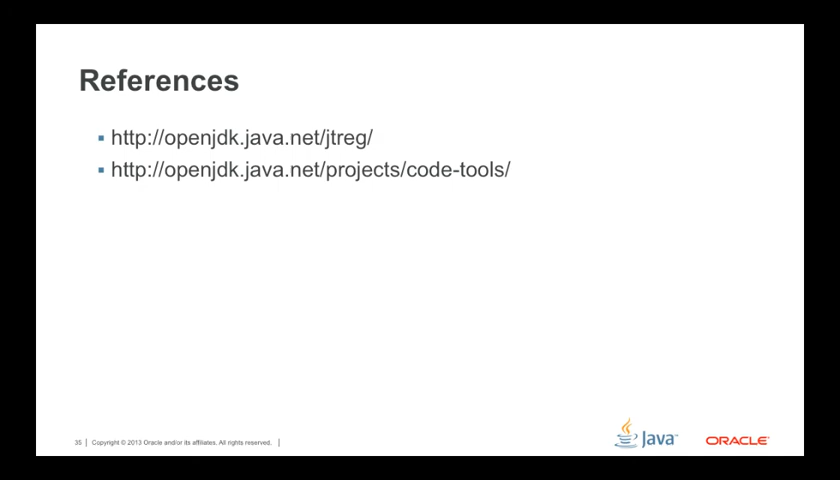 References
▪ http://openjdk.java.net/jtreg/
▪ http://openjdk.java.net/projects/code-tools/
35 | Copyright © 2013 Oracle and/or its affiliates. All rights reserved. |
Java™
ORACLE®